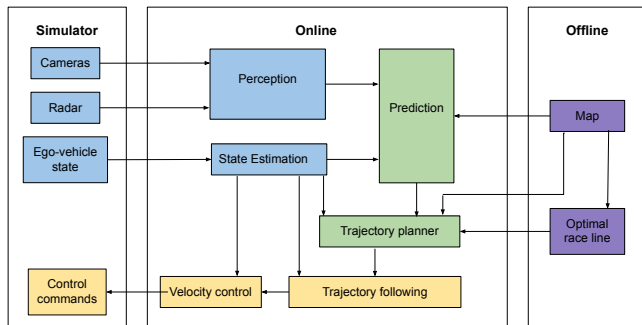 Simulator
Online
Offline
Cameras
Perception
Prediction
Radar
Map
Ego-vehicle
state
State Estimation
Trajectory planner
Optimal
race line
Control
commands
Velocity control
Trajectory following